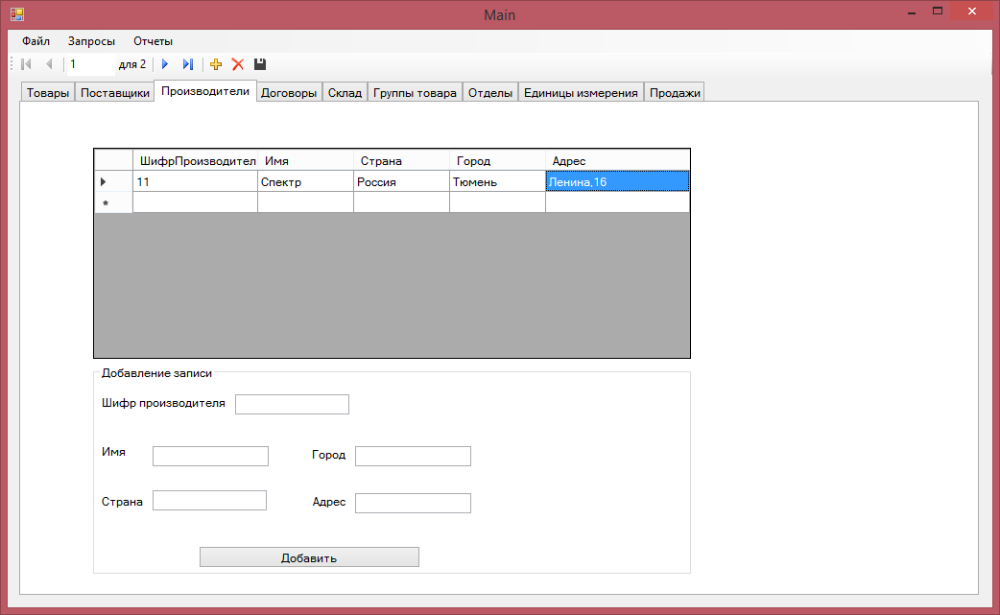 Main
Файл Запросы Отчеты
1 для 2
Товары Поставщики Производители Договоры Склад Группы товара Отделы Единицы измерения Продажи
ШифрПроизводител Имя Страна Город Адрес
11 Спектр Россия Тюмень Ленина,16
Добавление записи
Шифр производителя
Имя Город
Страна Адрес
Добавить